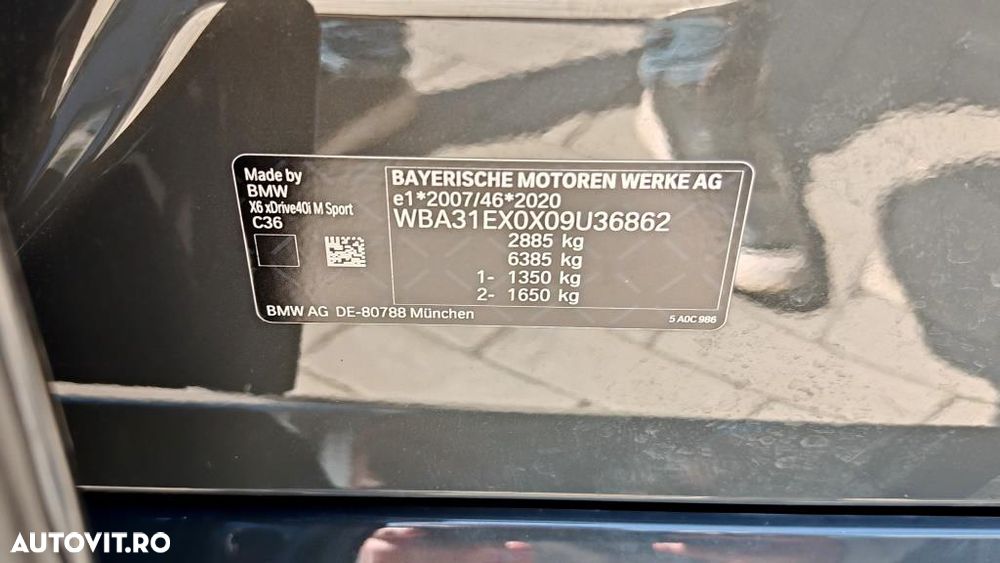 Made by
BMW
X6 xDrive40i M Sport
C36
BAYERISCHE MOTOREN WERKE AG
e1*2007/46*2020
WBA31EX0X09U36862
2885 kg
6385 kg
1- 1350 kg
2- 1650 kg
BMW AG DE-80788 München
5 A0C 986
AUTOVIT.RO